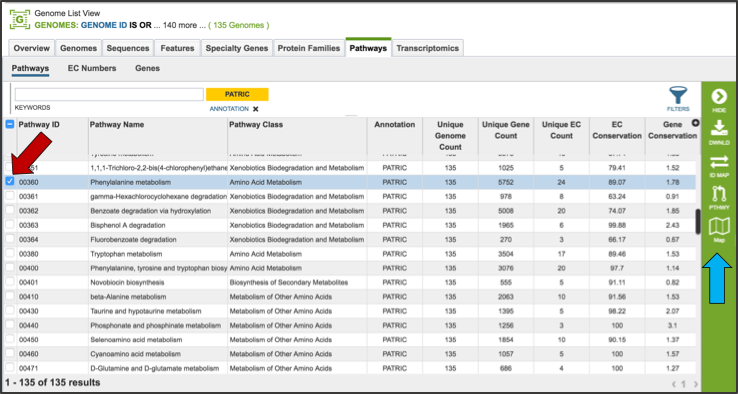 Genome List View
GENOMES: GENOME ID IS OR ... 140 more ... ( 135 Genomes )
Overview Genomes Sequences Features Specialty Genes Protein Families Pathways Transcriptomics
Pathways EC Numbers Genes
PATRIC
KEYWORDS ANNOTATION X FILTERS
HIDE
DWNLD
ID MAP
PTHWY
Map
Pathway ID Pathway Name Pathway Class Annotation Unique Genome Count Unique Gene Count Unique EC Count EC Conservation Gene Conservation
1,1,1-Trichloro-2,2-bis(4-chlorophenyl)ethane Xenobiotics Biodegradation and Metabolism PATRIC 135 1025 5 79.41 1.52
00360 Phenylalanine metabolism Amino Acid Metabolism PATRIC 135 5752 24 89.07 1.78
00361 gamma-Hexachlorocyclohexane degradation Xenobiotics Biodegradation and Metabolism PATRIC 135 978 8 63.24 0.91
00362 Benzoate degradation via hydroxylation Xenobiotics Biodegradation and Metabolism PATRIC 135 5008 20 74.07 1.85
00363 Bisphenol A degradation Xenobiotics Biodegradation and Metabolism PATRIC 135 1965 6 99.88 2.43
00364 Fluorobenzoate degradation Xenobiotics Biodegradation and Metabolism PATRIC 135 270 3 66.17 0.67
00380 Tryptophan metabolism Amino Acid Metabolism PATRIC 135 3504 17 89.46 1.53
00400 Phenylalanine, tyrosine and tryptophan biosy Amino Acid Metabolism PATRIC 135 3076 20 97.7 1.14
00401 Novobiocin biosynthesis Biosynthesis of Secondary Metabolites PATRIC 135 555 5 91.11 0.82
00410 beta-Alanine metabolism Metabolism of Other Amino Acids PATRIC 135 2063 10 91.56 1.53
00430 Taurine and hypotaurine metabolism Metabolism of Other Amino Acids PATRIC 135 1395 5 98.22 2.07
00440 Phosphonate and phosphinate metabolism Metabolism of Other Amino Acids PATRIC 135 1256 3 100 3.1
00450 Selenoamino acid metabolism Metabolism of Other Amino Acids PATRIC 135 1854 10 90.15 1.37
00460 Cyanoamino acid metabolism Metabolism of Other Amino Acids PATRIC 135 1057 5 100 1.57
00471 D-Glutamine and D-glutamate metabolism Metabolism of Other Amino Acids PATRIC 135 686 4 100 1.27
1 - 135 of 135 results 1